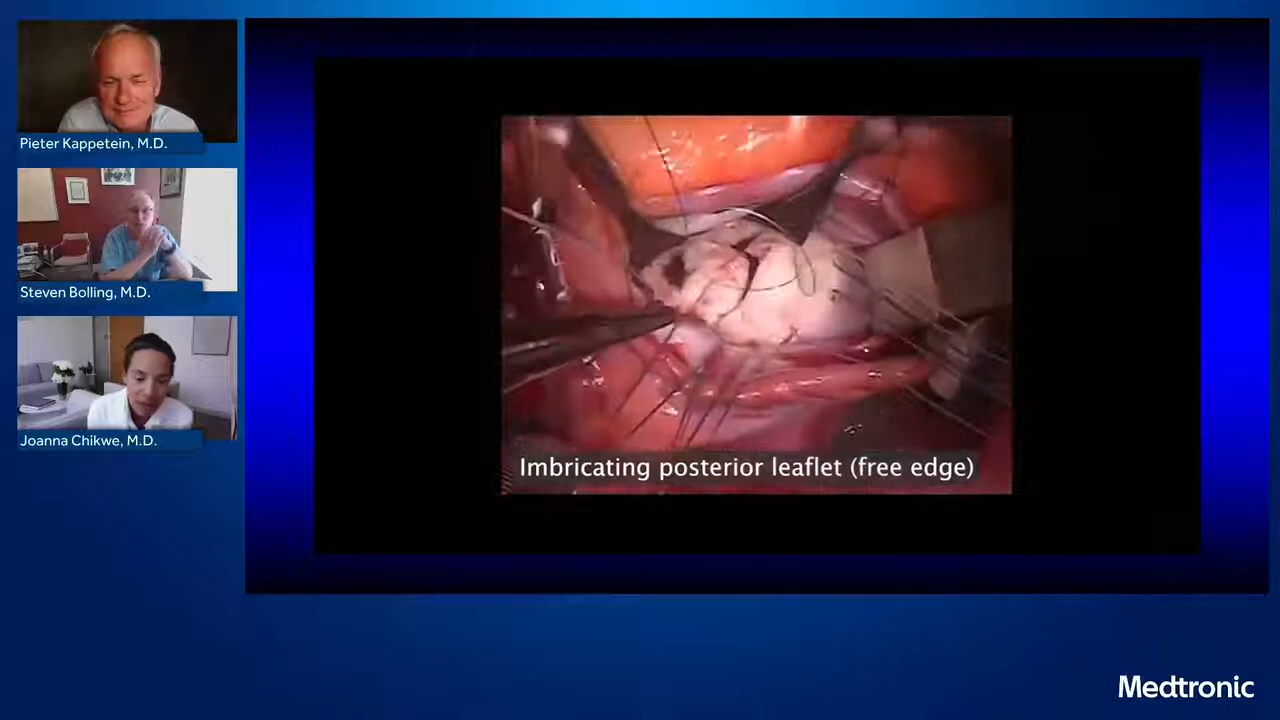 Pieter Kappetein, M.D.
Steven Bolling, M.D.
Joanna Chikwe, M.D.
Imbricating posterior leaflet (free edge)
Medtronic